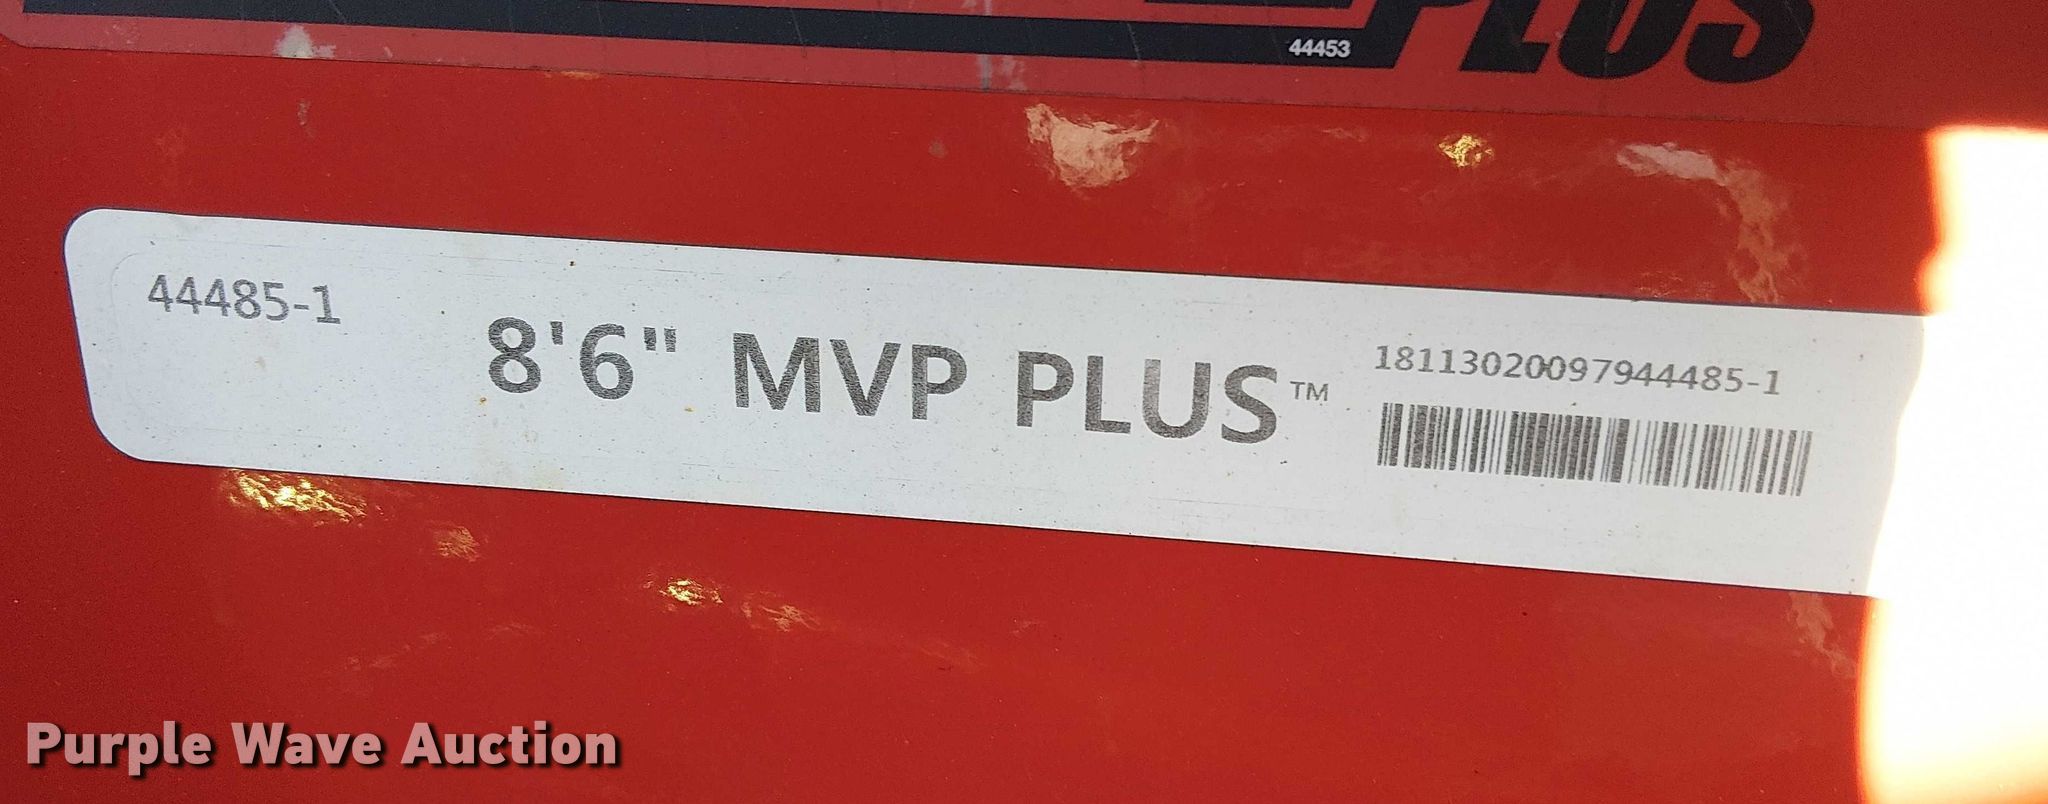 PLUS
44453
44485-1
8'6" MVP PLUS™
18113020097944485-1
Purple Wave Auction